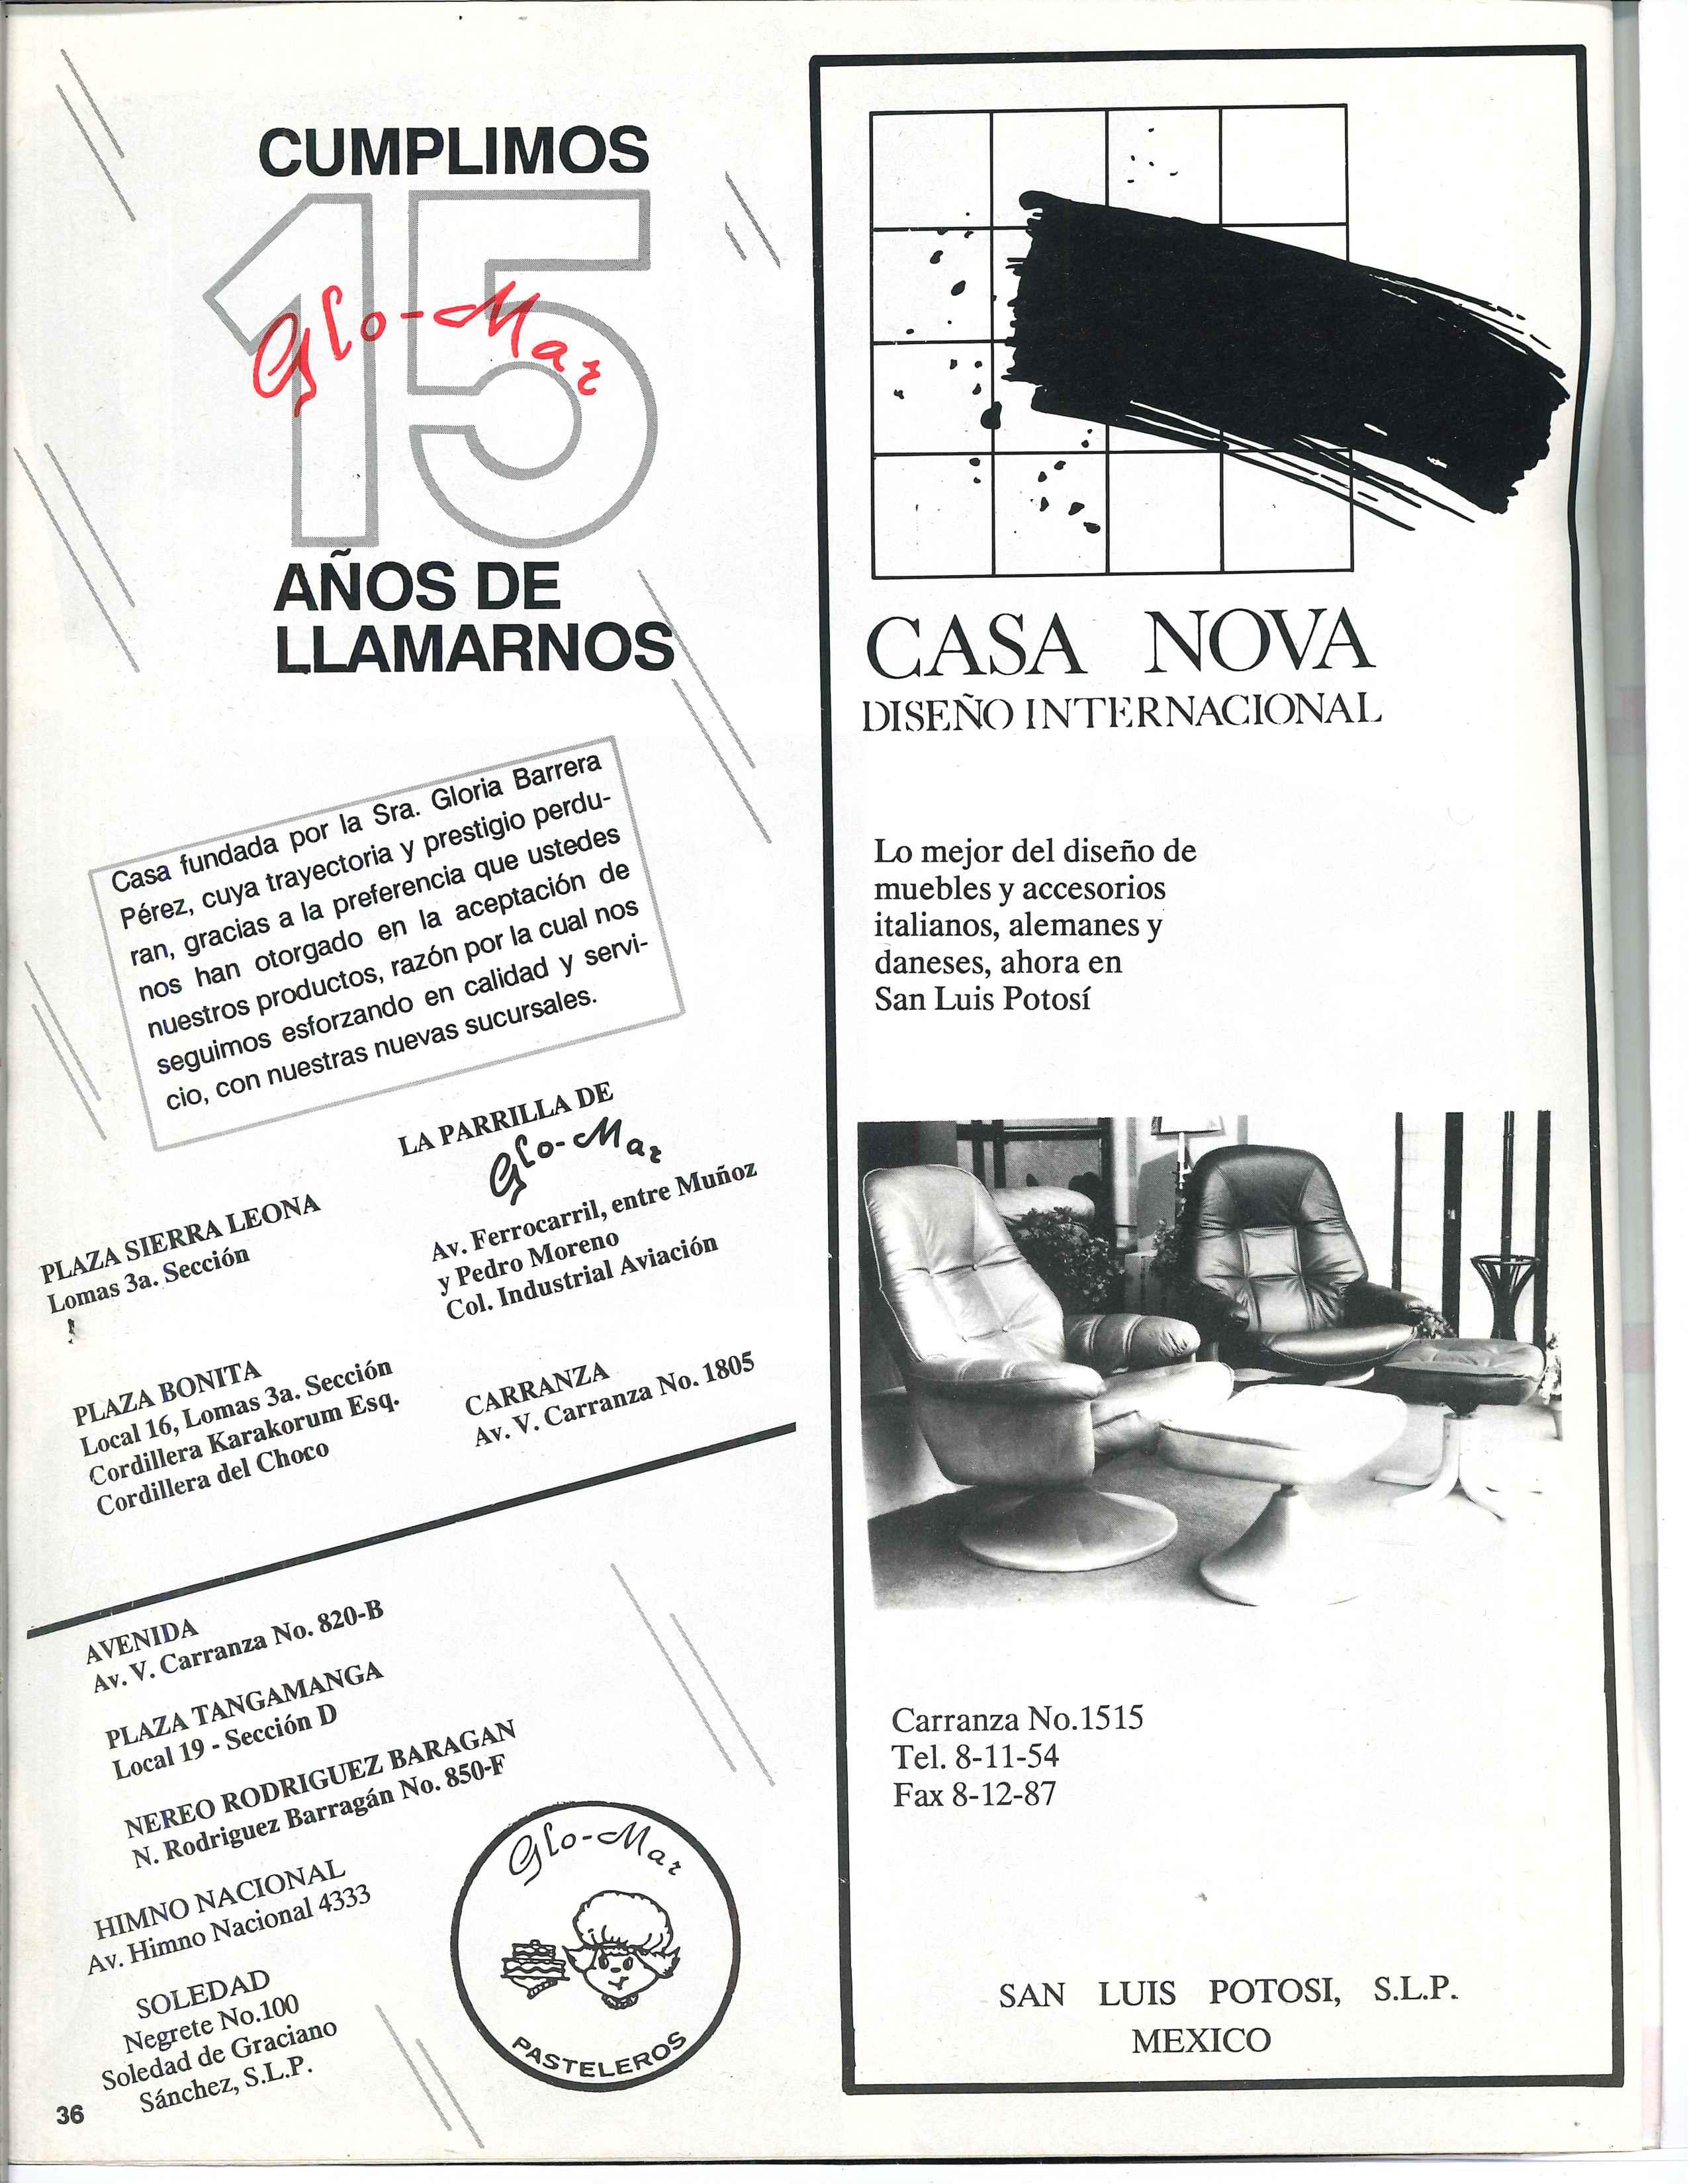 CUMPLIMOS
15
Glo-Mar
AÑOS DE
LLAMARNOS
Casa fundada por la Sra. Gloria Barrera
Pérez, cuya trayectoria y prestigio perdu-
ran, gracias a la preferencia que ustedes
nos han otorgado en la aceptación de
nuestros productos, razón por la cual nos
seguimos esforzando en calidad y servi-
cio, con nuestras nuevas sucursales.
LA PARRILLA DE
Glo-Mar
Av. Ferrocarril, entre Muñoz
y Pedro Moreno
Col. Industrial Aviación
PLAZA SIERRA LEONA
Lomas 3a. Sección
PLAZA BONITA
Local 16, Lomas 3a. Sección
Cordillera Karakorum Esq.
Cordillera del Choco
CARRANZA
Av. V. Carranza No. 1805
AVENIDA
Av. V. Carranza No. 820-B
PLAZA TANGAMANGA
Local 19 - Sección D
NEREO RODRIGUEZ BARAGAN
N. Rodriguez Barragán No. 850-F
HIMNO NACIONAL
Av. Himno Nacional 4333
SOLEDAD
Negrete No.100
Soledad de Graciano
Sánchez, S.L.P.
Glo-Mar
PASTELEROS
36
CASA NOVA
DISEÑO INTERNACIONAL
Lo mejor del diseño de
muebles y accesorios
italianos, alemanes y
daneses, ahora en
San Luis Potosí
Carranza No.1515
Tel. 8-11-54
Fax 8-12-87
SAN LUIS POTOSI, S.L.P.
MEXICO